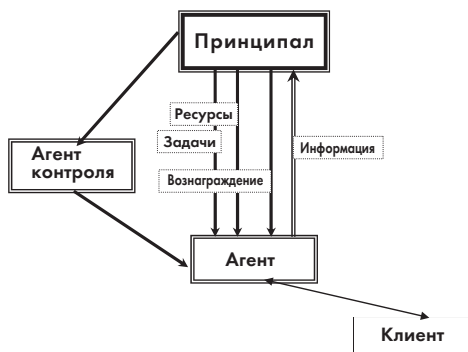 Принципал
Ресурсы
Задачи
Информация
Агент
контроля
Вознаграждение
Агент
Клиент